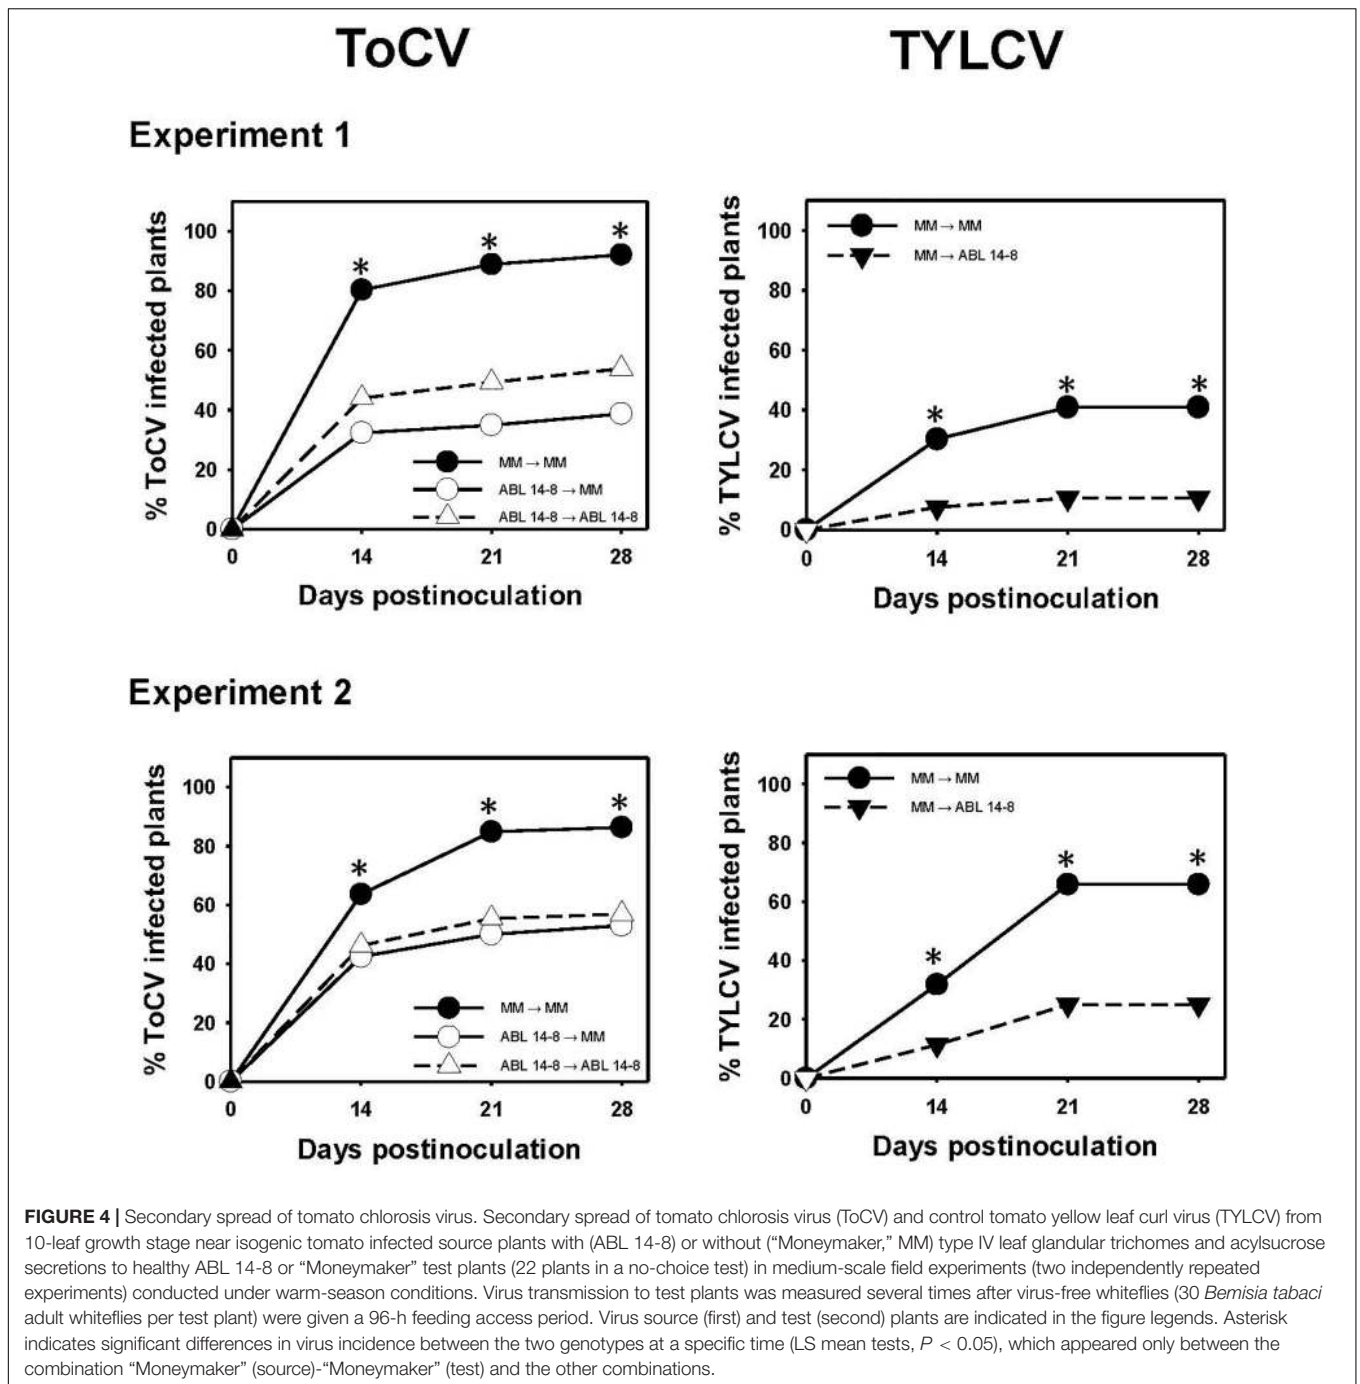 ToCV
TYLCV
Experiment 1
% ToCV infected plants
100
80
60
40
20
0
* * *
MM → MM
ABL 14-8 → MM
ABL 14-8 → ABL 14-8
0 14 21 28
Days postinoculation
% TYLCV infected plants
100
80
60
40
20
0
MM → MM
MM → ABL 14-8
* * *
0 14 21 28
Days postinoculation
Experiment 2
% ToCV infected plants
100
80
60
40
20
0
* * *
MM → MM
ABL 14-8 → MM
ABL 14-8 → ABL 14-8
0 14 21 28
Days postinoculation
% TYLCV infected plants
100
80
60
40
20
0
MM → MM
MM → ABL 14-8
* * *
0 14 21 28
Days postinoculation
FIGURE 4 | Secondary spread of tomato chlorosis virus. Secondary spread of tomato chlorosis virus (ToCV) and control tomato yellow leaf curl virus (TYLCV) from
10-leaf growth stage near isogenic tomato infected source plants with (ABL 14-8) or without (“Moneymaker,” MM) type IV leaf glandular trichomes and acylsucrose
secretions to healthy ABL 14-8 or “Moneymaker” test plants (22 plants in a no-choice test) in medium-scale field experiments (two independently repeated
experiments) conducted under warm-season conditions. Virus transmission to test plants was measured several times after virus-free whiteflies (30 Bemisia tabaci
adult whiteflies per test plant) were given a 96-h feeding access period. Virus source (first) and test (second) plants are indicated in the figure legends. Asterisk
indicates significant differences in virus incidence between the two genotypes at a specific time (LS mean tests, P < 0.05), which appeared only between the
combination “Moneymaker” (source)-“Moneymaker” (test) and the other combinations.